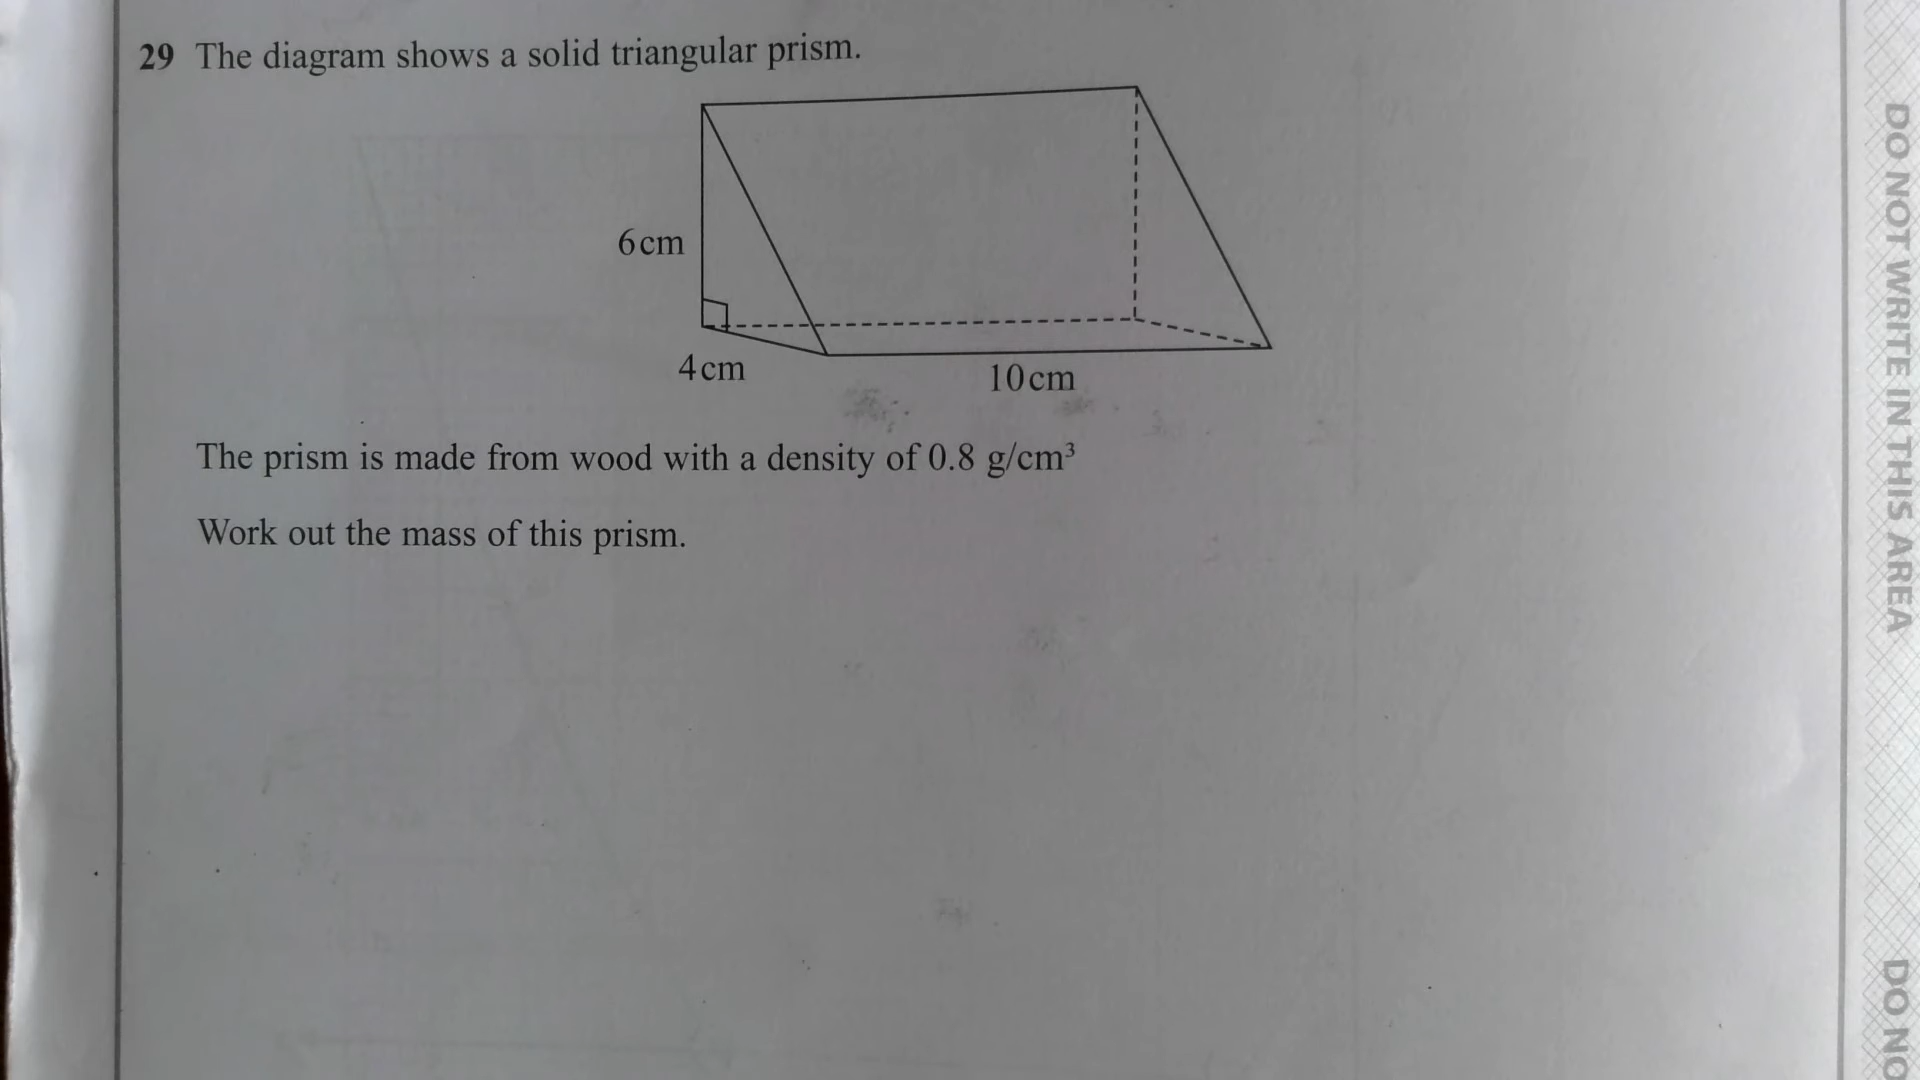 29 The diagram shows a solid triangular prism.
6cm
4cm
10cm
The prism is made from wood with a density of 0.8 g/cm³
Work out the mass of this prism.
DO NOT WRITE IN THIS AREA
DO NO